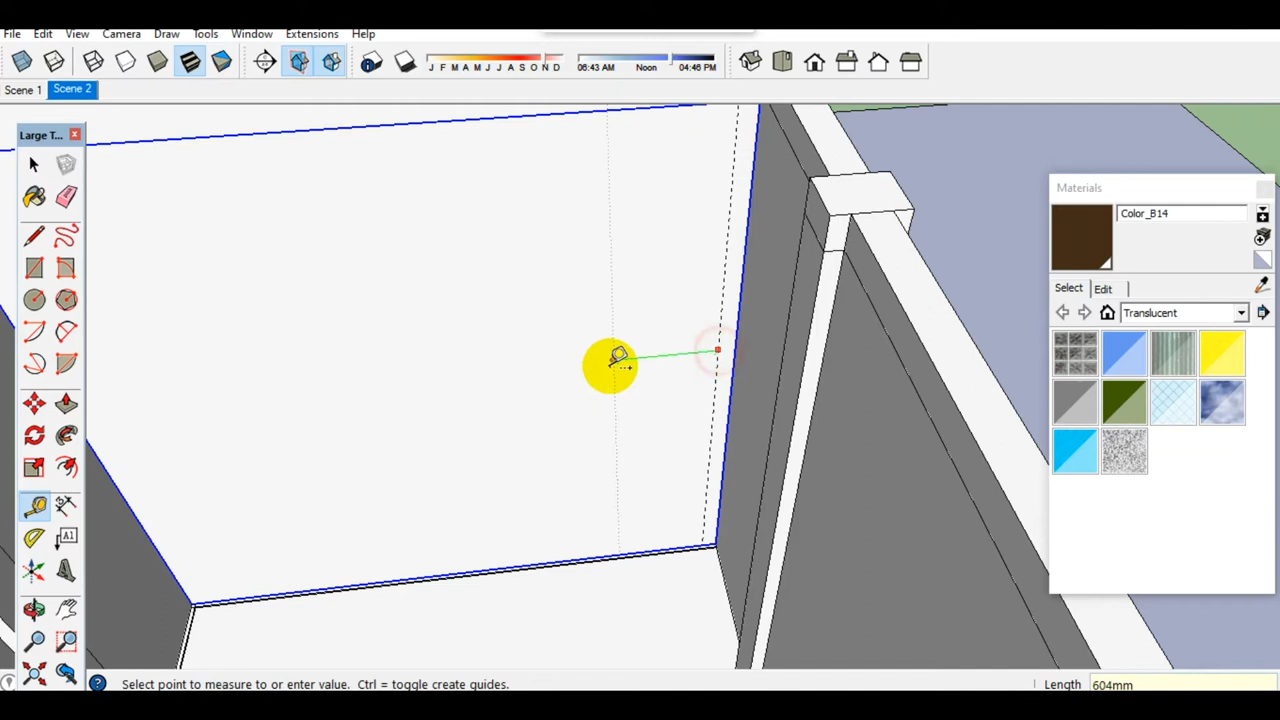 File Edit View Camera Draw Tools Window Extensions Help
J F M A M J J A S O N D
06:43 AM Noon 04:46 PM
Scene 1 Scene 2
Large T...
Materials
Color_B14
Select Edit
Translucent
A1
Select point to measure to or enter value. Ctrl = toggle create guides.
Length 604mm